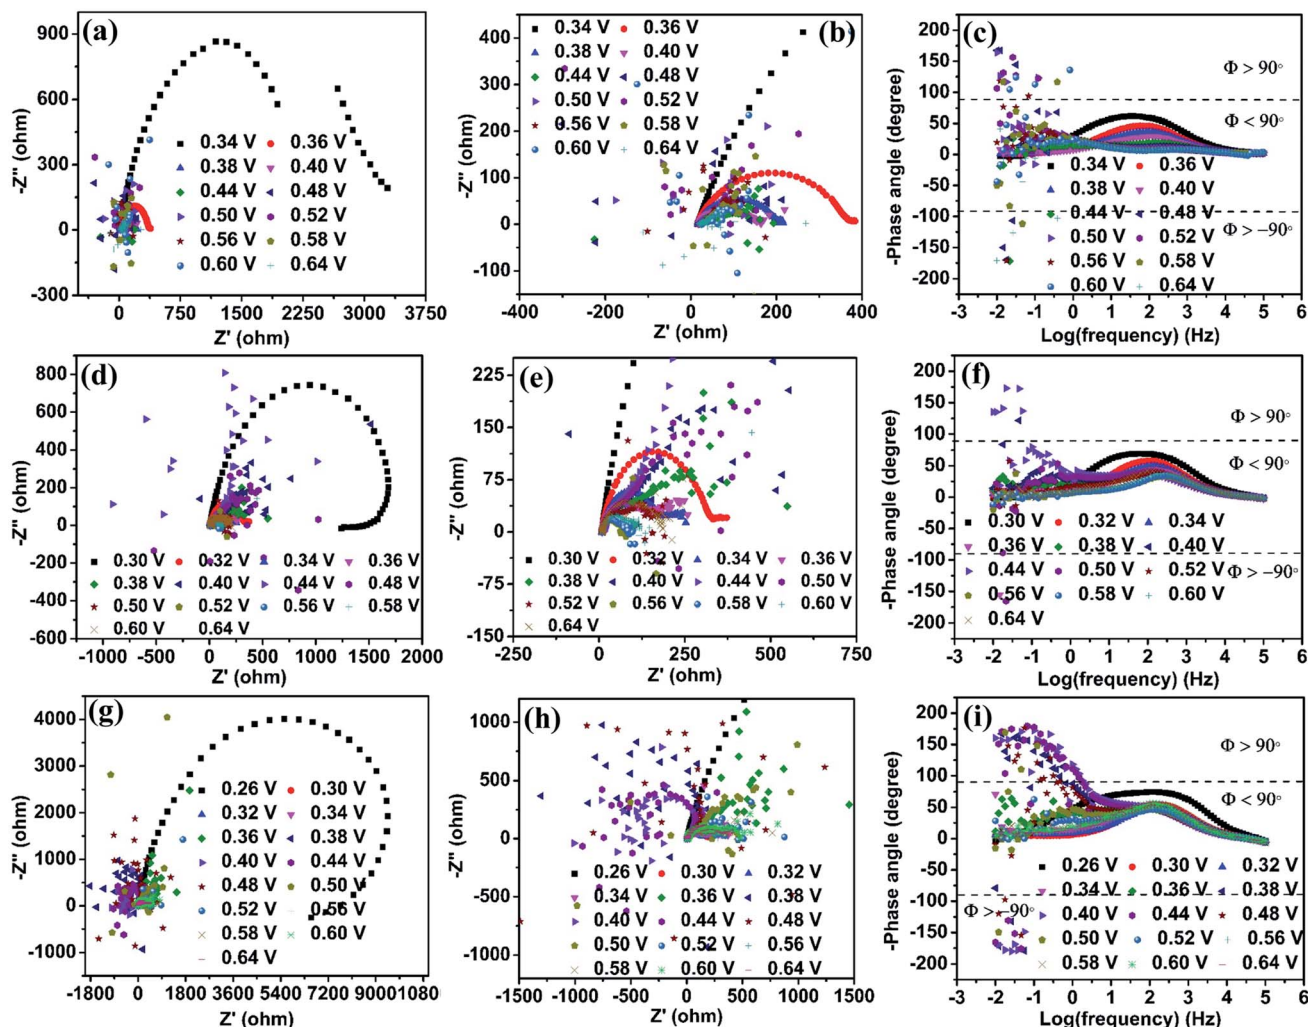 (a)
-Z'' (ohm)
900
600
300
0
-300
0.34 V 0.36 V
0.38 V 0.40 V
0.44 V 0.48 V
0.50 V 0.52 V
0.56 V 0.58 V
0.60 V 0.64 V
0 750 1500 2250 3000 3750
Z' (ohm)
(b)
-Z'' (ohm)
400
300
200
100
0
-100
0.34 V 0.36 V
0.38 V 0.40 V
0.44 V 0.48 V
0.50 V 0.52 V
0.56 V 0.58 V
0.60 V 0.64 V
-400 -200 0 200 400
Z' (ohm)
(c)
-Phase angle (degree)
200
150
100
50
0
-50
-100
-150
-200
Φ > 90°
Φ < 90°
Φ > −90°
0.34 V 0.36 V
0.38 V 0.40 V
0.44 V 0.48 V
0.50 V 0.52 V
0.56 V 0.58 V
0.60 V 0.64 V
-3 -2 -1 0 1 2 3 4 5 6
Log(frequency) (Hz)
(d)
-Z'' (ohm)
800
600
400
200
0
-200
-400
-600
0.30 V 0.32 V 0.34 V 0.36 V
0.38 V 0.40 V 0.44 V 0.48 V
0.50 V 0.52 V 0.56 V 0.58 V
0.60 V 0.64 V
-1000 -500 0 500 1000 1500 2000
Z' (ohm)
(e)
-Z'' (ohm)
225
150
75
0
-75
-150
0.30 V 0.32 V 0.34 V 0.36 V
0.38 V 0.40 V 0.44 V 0.50 V
0.52 V 0.56 V 0.58 V 0.60 V
0.64 V
-250 0 250 500 750
Z' (ohm)
(f)
-Phase angle (degree)
200
150
100
50
0
-50
-100
-150
-200
Φ > 90°
Φ < 90°
Φ > −90°
0.30 V 0.32 V 0.34 V
0.36 V 0.38 V 0.40 V
0.44 V 0.50 V 0.52 V
0.56 V 0.58 V 0.60 V
0.64 V
-3 -2 -1 0 1 2 3 4 5 6
Log(frequency) (Hz)
(g)
-Z'' (ohm)
4000
3000
2000
1000
0
-1000
0.26 V 0.30 V
0.32 V 0.34 V
0.36 V 0.38 V
0.40 V 0.44 V
0.48 V 0.50 V
0.52 V 0.56 V
0.58 V 0.60 V
0.64 V
-1800 0 1800 3600 5400 7200 9000 1080
Z' (ohm)
(h)
-Z'' (ohm)
1000
500
0
-500
-1000
0.26 V 0.30 V 0.32 V
0.34 V 0.36 V 0.38 V
0.40 V 0.44 V 0.48 V
0.50 V 0.52 V 0.56 V
0.58 V 0.60 V 0.64 V
-1500 -1000 -500 0 500 1000 1500
Z' (ohm)
(i)
-Phase angle (degree)
200
150
100
50
0
-50
-100
-150
-200
Φ > 90°
Φ < 90°
Φ > −90°
0.26 V 0.30 V 0.32 V
0.34 V 0.36 V 0.38 V
0.40 V 0.44 V 0.48 V
0.50 V 0.52 V 0.56 V
0.58 V 0.60 V 0.64 V
-3 -2 -1 0 1 2 3 4 5 6
Log(frequency) (Hz)